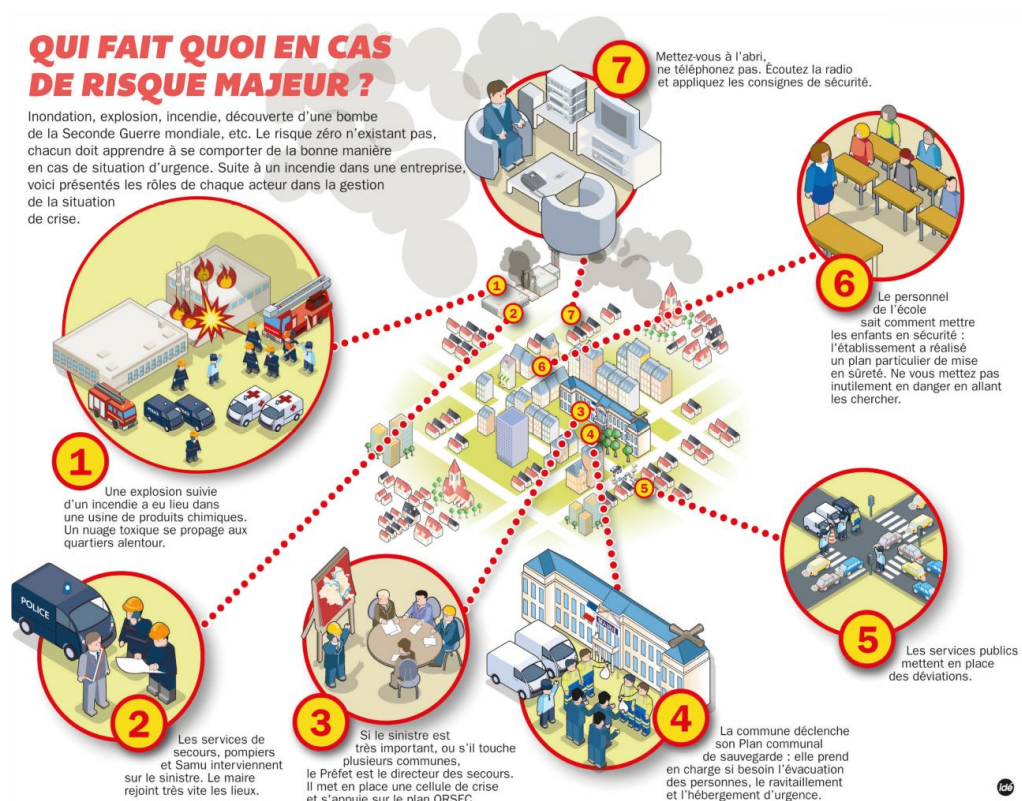 QUI FAIT QUOI EN CAS
DE RISQUE MAJEUR ?
Inondation, explosion, incendie, découverte d'une bombe
de la Seconde Guerre mondiale, etc. Le risque zéro n'existant pas,
chacun doit apprendre à se comporter de la bonne manière
en cas de situation d'urgence. Suite à un incendie dans une entreprise,
voici présentés les rôles de chaque acteur dans la gestion
de la situation
de crise.
7
Mettez-vous à l'abri,
ne téléphonez pas. Écoutez la radio
et appliquez les consignes de sécurité.
6
Le personnel
de l'école
sait comment mettre
les enfants en sécurité :
l'établissement a réalisé
un plan particulier de mise
en sûreté. Ne vous mettez pas
inutilement en danger en allant
les chercher.
1
2
7
6
3
4
5
1
Une explosion suivie
d'un incendie a eu lieu dans
une usine de produits chimiques.
Un nuage toxique se propage aux
quartiers alentour.
POLICE
2
Les services de
secours, pompiers
et Samu interviennent
sur le sinistre. Le maire
rejoint très vite les lieux.
3
Si le sinistre est
très important, ou s'il touche
plusieurs communes,
le Préfet est le directeur des secours.
Il met en place une cellule de crise
et s'appuie sur le plan ORSEC
MAIRIE
4
La commune déclenche
son Plan communal
de sauvegarde : elle prend
en charge si besoin l'évacuation
des personnes, le ravitaillement
et l'hébergement d'urgence.
5
Les services publics
mettent en place
des déviations.
idé